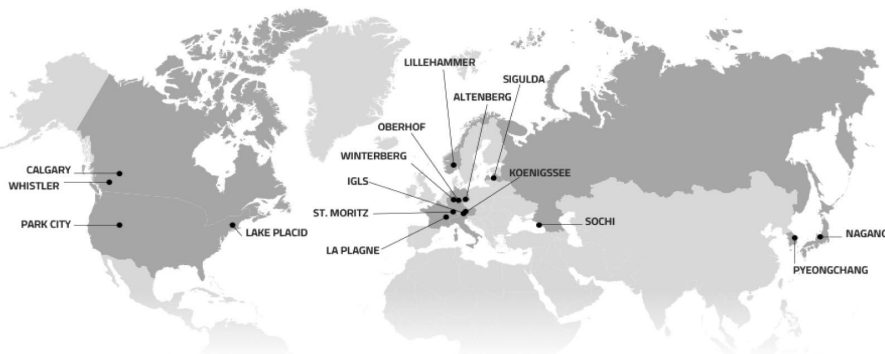 LILLEHAMMER
SIGULDA
ALTENBERG
OBERHOF
WINTERBERG
CALGARY
KOENIGSSEE
IGLS
WHISTLER
ST. MORITZ
SOCHI
PARK CITY
LAKE PLACID
NAGANO
LA PLAGNE
PYEONGCHANG